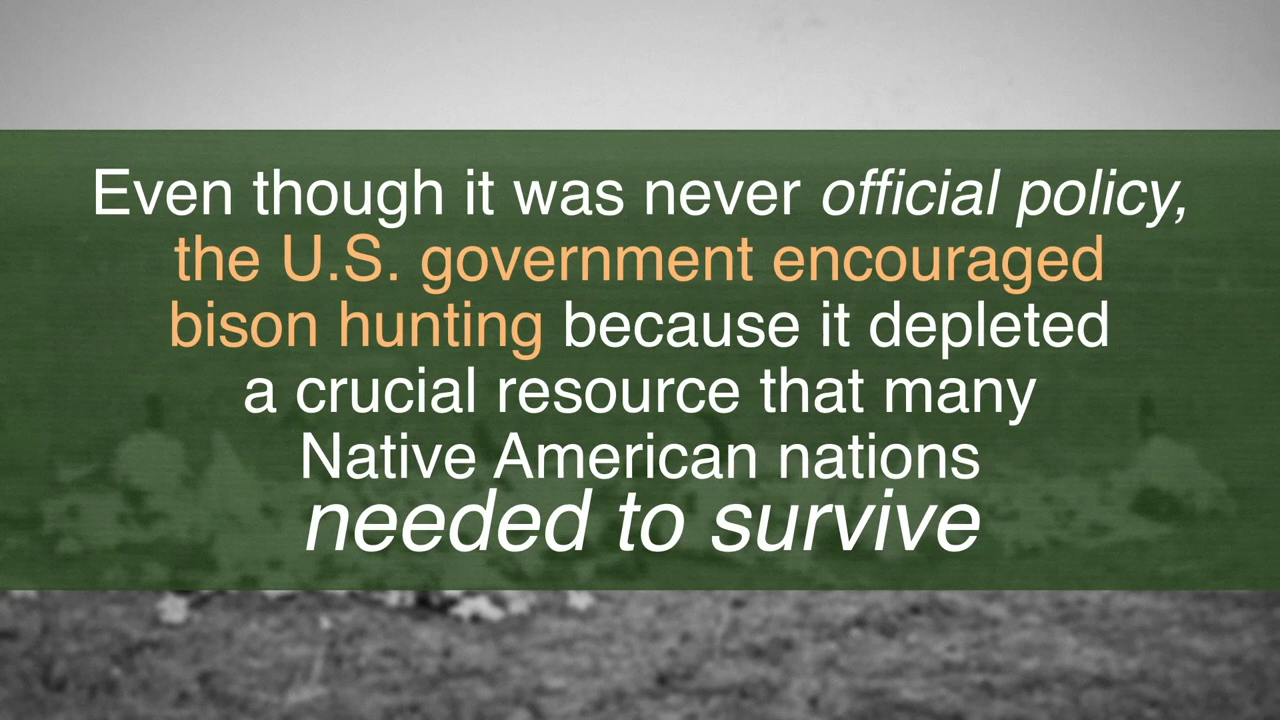 Even though it was never official policy,
the U.S. government encouraged
bison hunting because it depleted
a crucial resource that many
Native American nations
needed to survive